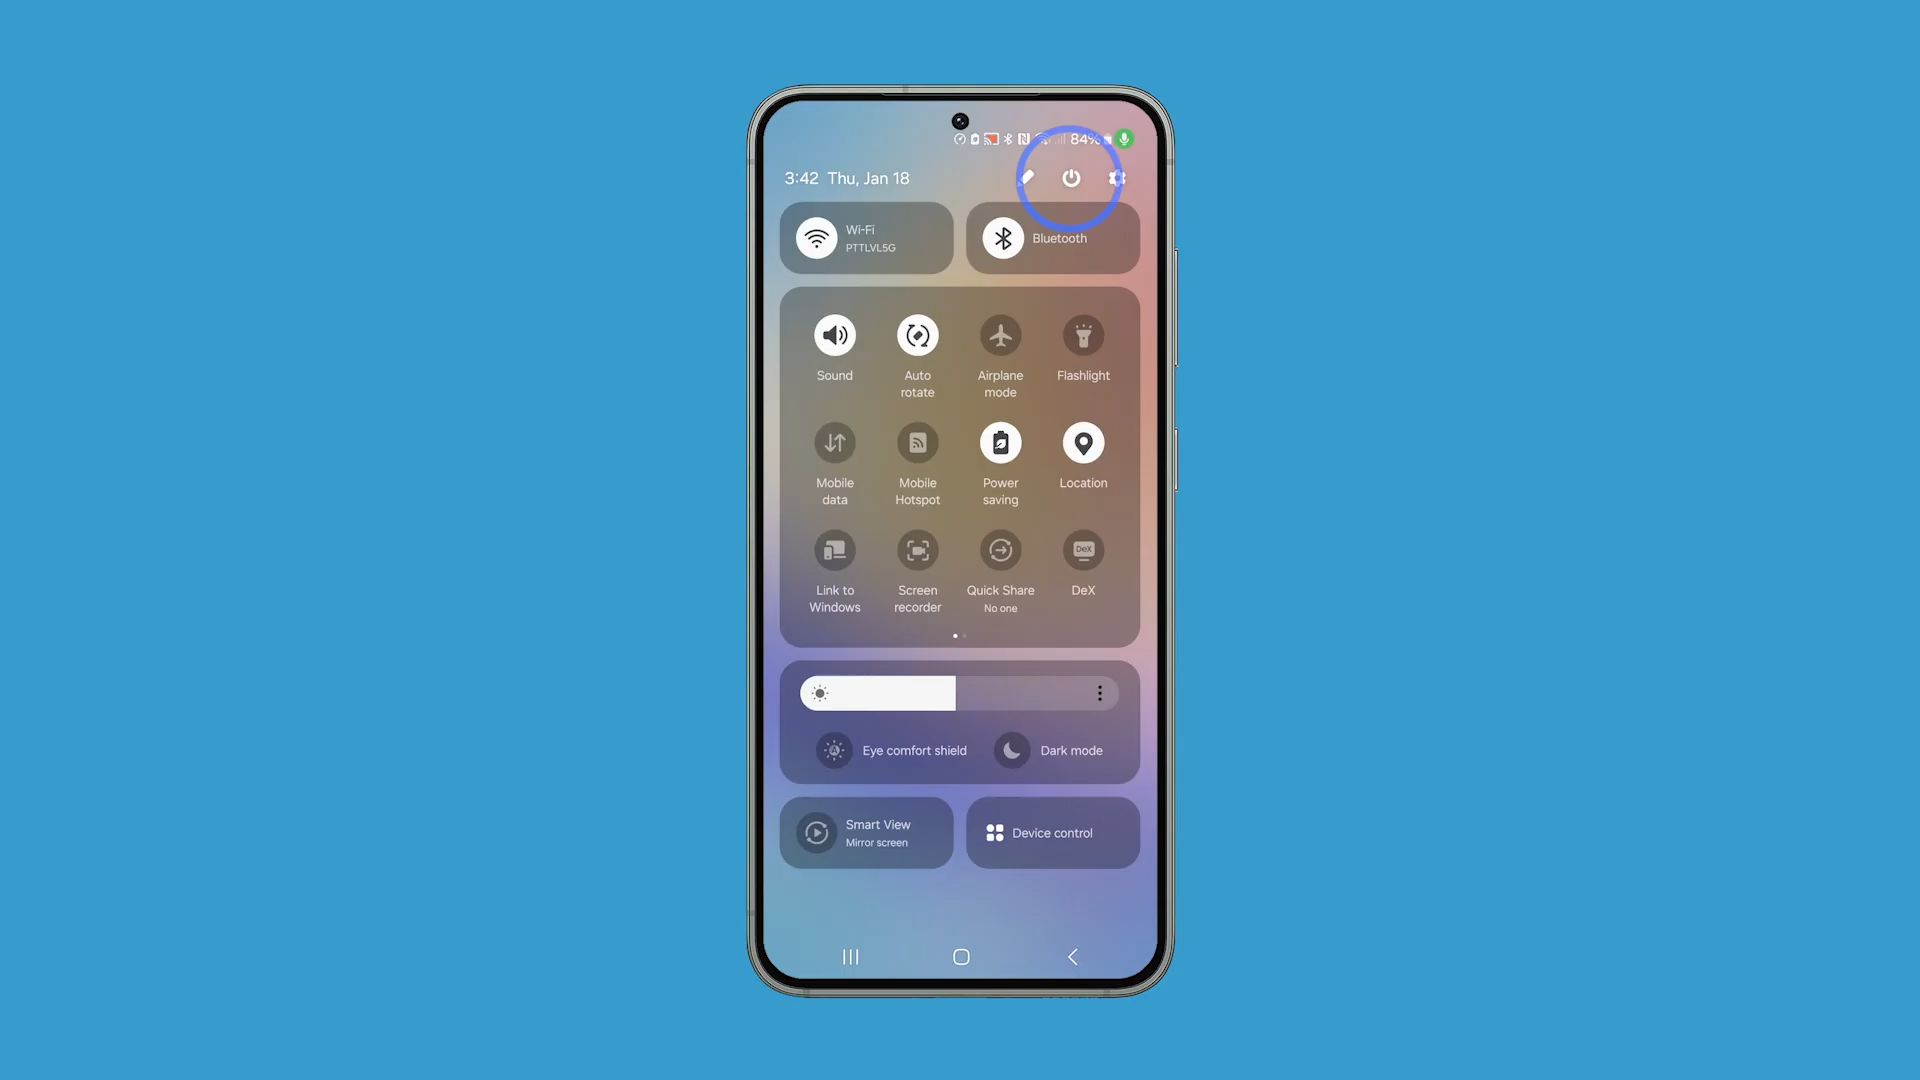 84%
3:42 Thu, Jan 18
Wi-Fi
PTTLVL5G
Bluetooth
Sound
Auto
rotate
Airplane
mode
Flashlight
Mobile
data
Mobile
Hotspot
Power
saving
Location
Link to
Windows
Screen
recorder
Quick Share
No one
DeX
DeX
Eye comfort shield
Dark mode
Smart View
Mirror screen
Device control